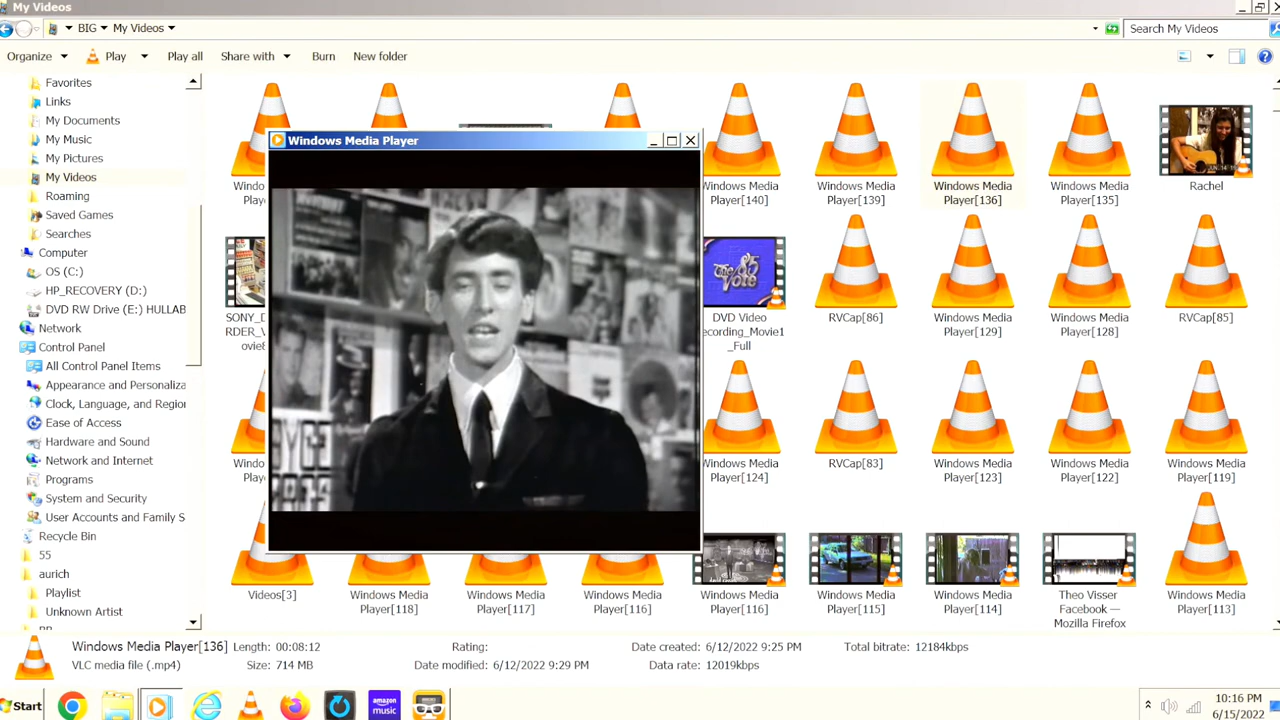 My Videos
BIG
My Videos
Search My Videos
Organize
Play
Play all
Share with
Burn
New folder
Favorites
Links
My Documents
My Music
My Pictures
My Videos
Roaming
Saved Games
Searches
Computer
OS (C:)
HP_RECOVERY (D:)
DVD RW Drive (E:) HULLAB
Network
Control Panel
All Control Panel Items
Appearance and Personaliza
Clock, Language, and Region
Ease of Access
Hardware and Sound
Network and Internet
Programs
System and Security
User Accounts and Family S
Recycle Bin
55
aurich
Playlist
Unknown Artist
Windows Media Player
Windows Media
Player[140]
Windows Media
Player[139]
Windows Media
Player[136]
Windows Media
Player[135]
Rachel
The 85
Vote
DVD Video
ecording_Movie1
_Full
RVCap[86]
Windows Media
Player[129]
Windows Media
Player[128]
RVCap[85]
Windows Media
Player[124]
RVCap[83]
Windows Media
Player[123]
Windows Media
Player[122]
Windows Media
Player[119]
Videos[3]
Windows Media
Player[118]
Windows Media
Player[117]
Windows Media
Player[116]
Windows Media
Player[116]
Windows Media
Player[115]
Windows Media
Player[114]
Theo Visser
Facebook —
Mozilla Firefox
Windows Media
Player[113]
Windows Media Player[136]
VLC media file (.mp4)
Length: 00:08:12
Size: 714 MB
Rating:
Date modified: 6/12/2022 9:29 PM
Date created: 6/12/2022 9:25 PM
Data rate: 12019kbps
Total bitrate: 12184kbps
Start
amazon
music
10:16 PM
6/15/2022